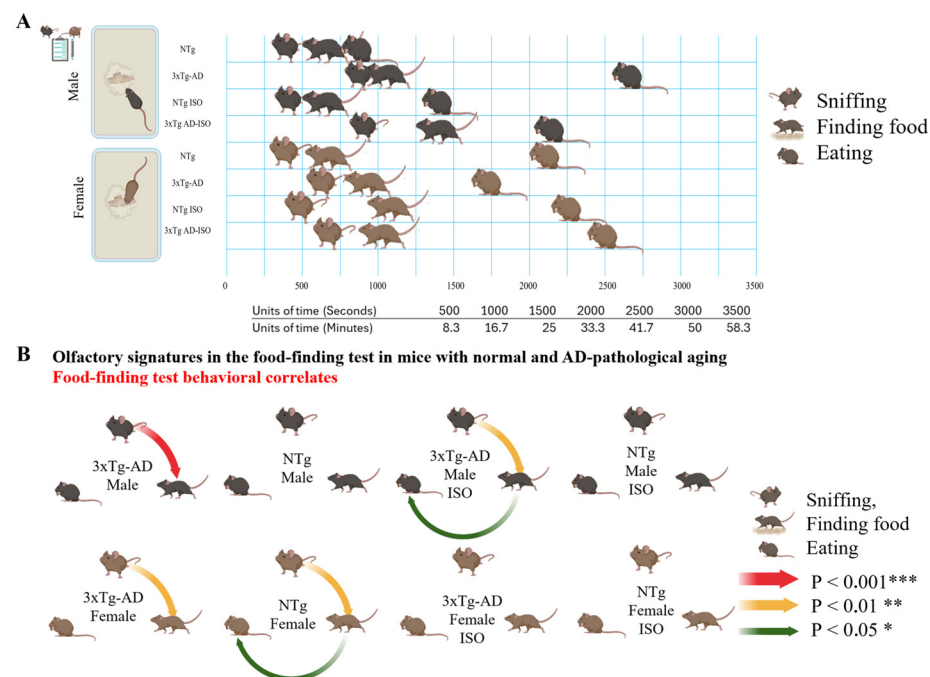 A
Male
NTg
3xTg-AD
NTg ISO
3xTg AD-ISO
Female
NTg
3xTg-AD
NTg ISO
3xTg AD-ISO
Sniffing
Finding food
Eating
0 500 1000 1500 2000 2500 3000 3500
Units of time (Seconds) 500 1000 1500 2000 2500 3000 3500
Units of time (Minutes) 8.3 16.7 25 33.3 41.7 50 58.3
B Olfactory signatures in the food-finding test in mice with normal and AD-pathological aging
Food-finding test behavioral correlates
3xTg-AD
Male
NTg
Male
3xTg-AD
Male
ISO
NTg
Male
ISO
3xTg-AD
Female
NTg
Female
3xTg-AD
Female
ISO
NTg
Female
ISO
Sniffing,
Finding food
Eating
P < 0.001***
P < 0.01 **
P < 0.05 *